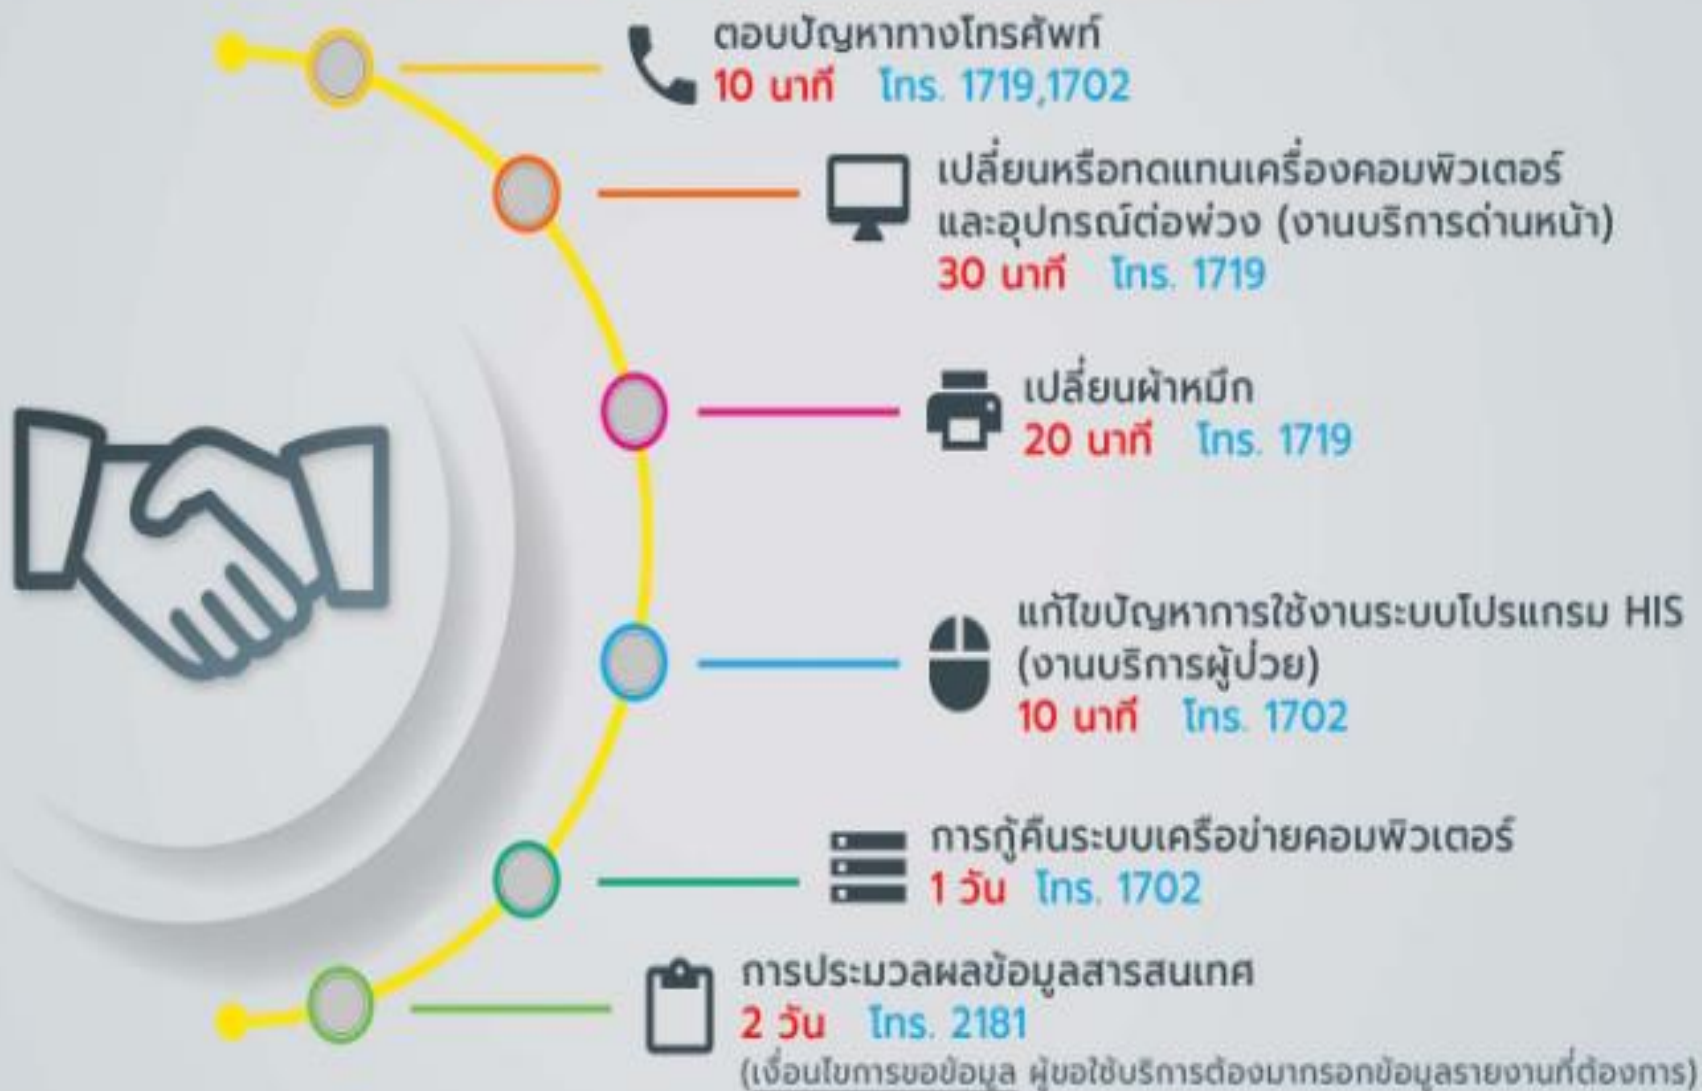 ตอบปัญหาทางโทรศัพท์
10 นาที โทร. 1719,1702
เปลี่ยนหรือทดแทนเครื่องคอมพิวเตอร์
และอุปกรณ์ต่อพ่วง (งานบริการด่านหน้า)
30 นาที โทร. 1719
เปลี่ยนผ้าหมึก
20 นาที โทร. 1719
แก้ไขปัญหาการใช้งานระบบโปรแกรม HIS
(งานบริการผู้ป่วย)
10 นาที โทร. 1702
การกู้คืนระบบเครือข่ายคอมพิวเตอร์
1 วัน โทร. 1702
การประมวลผลข้อมูลสารสนเทศ
2 วัน โทร. 2181
(เงื่อนไขการขอข้อมูล ผู้ขอใช้บริการต้องมากรอกข้อมูลรายงานที่ต้องการ)